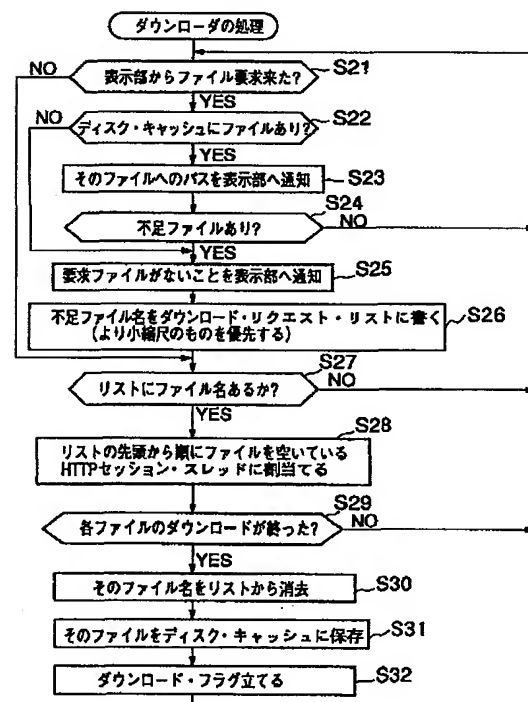 ダウンローダの処理
NO
表示部からファイル要求来た?
S21
YES
NO
ディスク・キャッシュにファイルあり?
S22
YES
そのファイルへのパスを表示部へ通知
S23
不足ファイルあり?
S24
NO
YES
要求ファイルがないことを表示部へ通知
S25
不足ファイル名をダウンロード・リクエスト・リストに書く
(より小縮尺のものを優先する)
S26
リストにファイル名あるか?
S27
NO
YES
S28
リストの先頭から順にファイルを空いている
HTTPセッション・スレッドに割当てる
S29
各ファイルのダウンロードが終った?
NO
YES
そのファイル名をリストから消去
S30
そのファイルをディスク・キャッシュに保存
S31
ダウンロード・フラグ立てる
S32